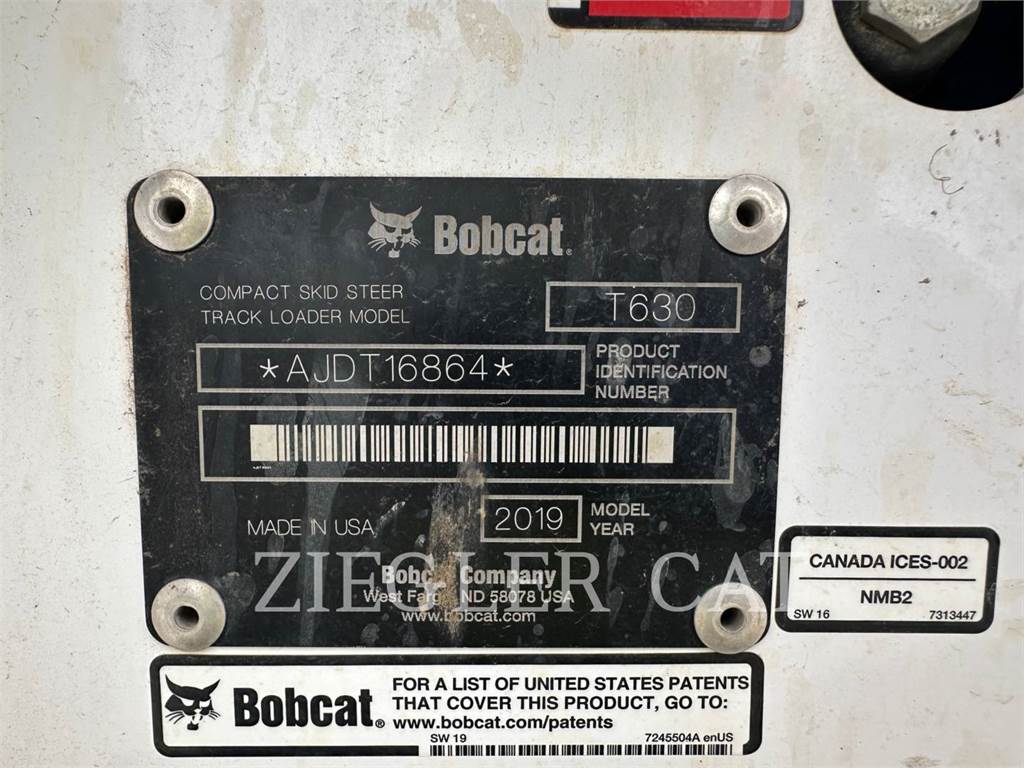 Bobcat.
COMPACT SKID STEER
TRACK LOADER MODEL
T630
*AJDT16864*
PRODUCT
IDENTIFICATION
NUMBER
MADE IN USA
2019
MODEL
YEAR
ZIEGLER CAT
Company
West Fargo ND 58078 USA
www.bobcat.com
CANADA ICES-002
NMB2
SW 16 7313447
Bobcat®
FOR A LIST OF UNITED STATES PATENTS
THAT COVER THIS PRODUCT, GO TO:
www.bobcat.com/patents
SW 19 7245504A enUS